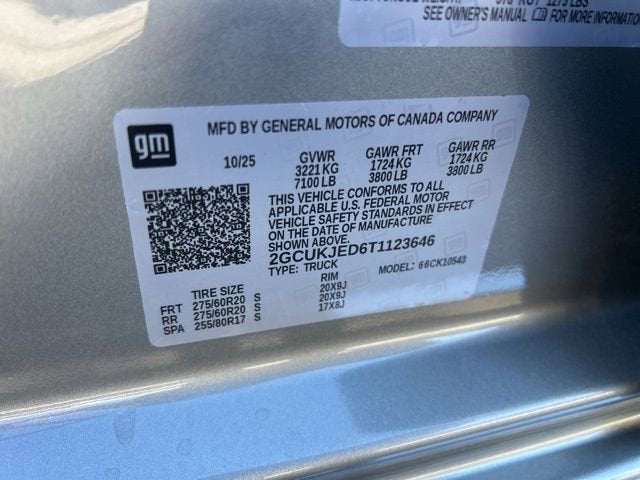 1275 LBS
SEE OWNER'S MANUAL FOR MORE INFORMATION
gm
MFD BY GENERAL MOTORS OF CANADA COMPANY
10/25 GVWR GAWR FRT GAWR RR
3221 KG 1724 KG 1724 KG
7100 LB 3800 LB 3800 LB
THIS VEHICLE CONFORMS TO ALL
APPLICABLE U.S. FEDERAL MOTOR
VEHICLE SAFETY STANDARDS IN EFFECT
ON THE DATE OF MANUFACTURE
SHOWN ABOVE.
2GCUKJED6T1123646
TYPE: TRUCK MODEL: 66CK10543
TIRE SIZE RIM
FRT 275/60R20 S 20X9J
RR 275/60R20 S 20X9J
SPA 255/80R17 S 17X8J